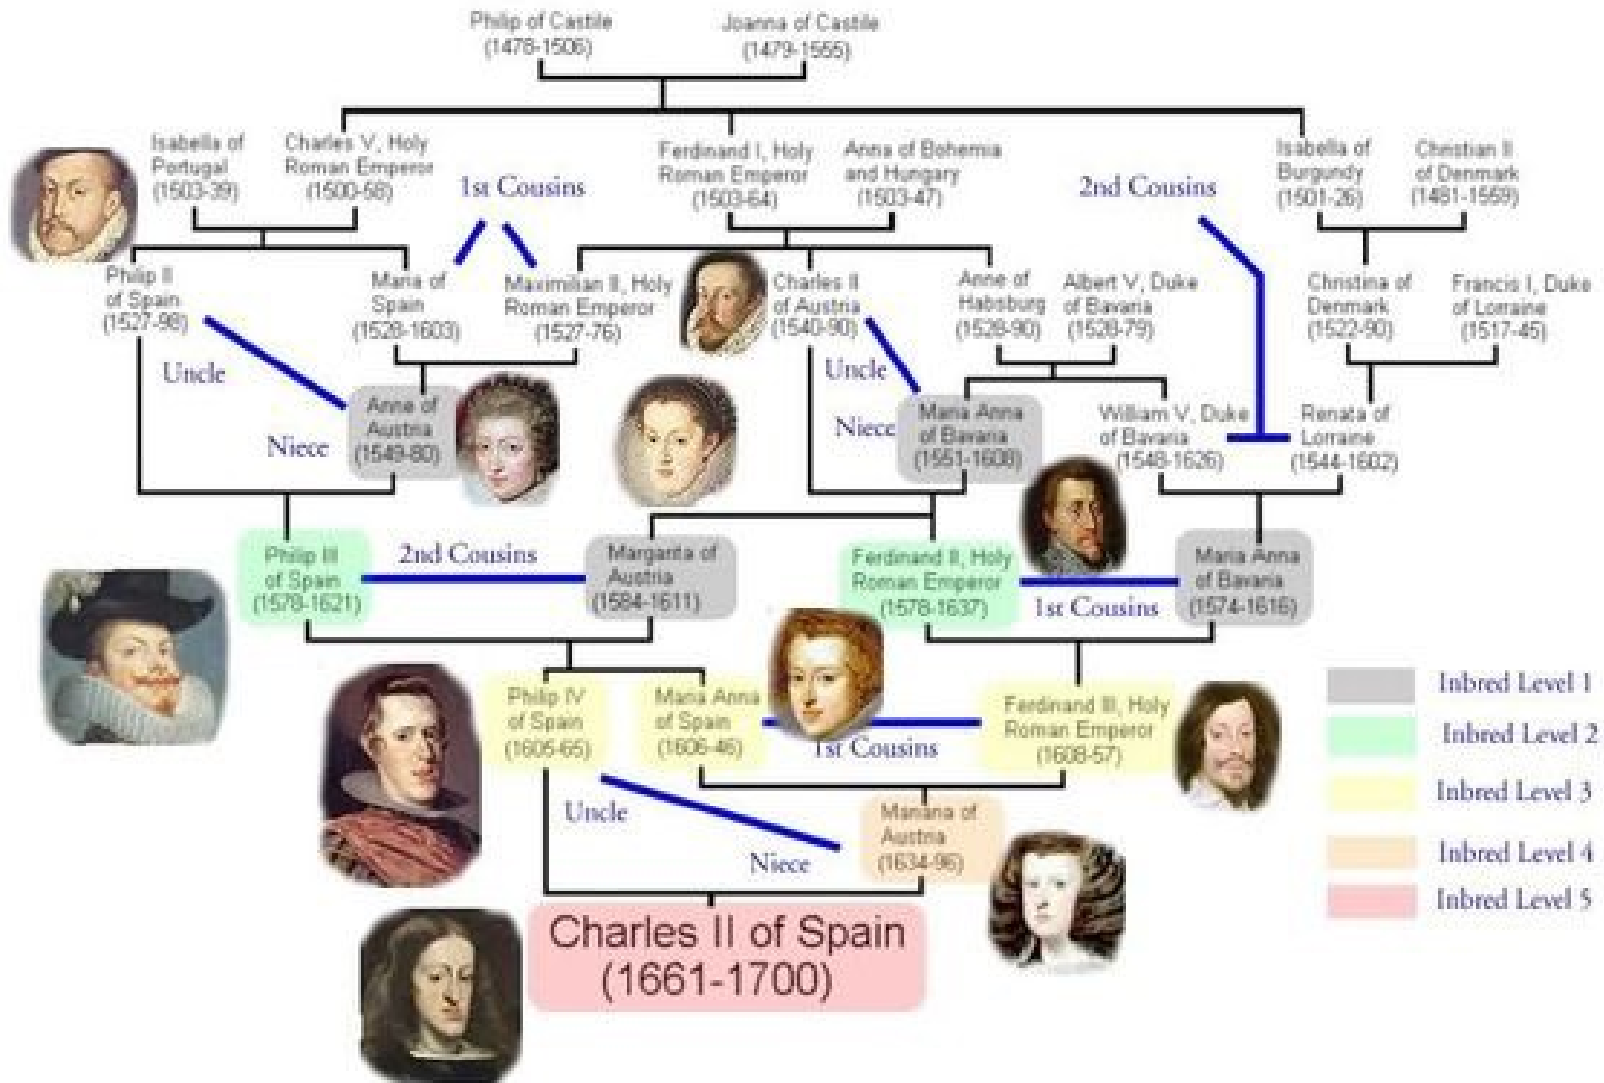 Philip of Castile
(1478-1506)
Joanna of Castile
(1479-1555)
Isabella of
Portugal
(1503-39)
Charles V, Holy
Roman Emperor
(1500-58)
1st Cousins
Ferdinand I, Holy
Roman Emperor
(1503-64)
Anna of Bohemia
and Hungary
(1503-47)
2nd Cousins
Isabella of
Burgundy
(1501-26)
Christian II
of Denmark
(1481-1559)
Philip II
of Spain
(1527-98)
Maria of
Spain
(1528-1603)
Maximilian II, Holy
Roman Emperor
(1527-76)
Charles II
of Austria
(1540-90)
Anne of
Habsburg
(1528-90)
Albert V, Duke
of Bavaria
(1528-79)
Christina of
Denmark
(1522-90)
Francis I, Duke
of Lorraine
(1517-45)
Uncle
Niece
Anne of
Austria
(1549-80)
Uncle
Niece
Maria Anna
of Bavaria
(1551-1608)
William V, Duke
of Bavaria
(1548-1626)
Renata of
Lorraine
(1544-1602)
Philip III
of Spain
(1578-1621)
2nd Cousins
Margarita of
Austria
(1584-1611)
Ferdinand II, Holy
Roman Emperor
(1578-1637)
1st Cousins
Maria Anna
of Bavaria
(1574-1616)
Philip IV
of Spain
(1605-65)
Maria Anna
of Spain
(1606-46)
1st Cousins
Ferdinand III, Holy
Roman Emperor
(1608-57)
Uncle
Niece
Mariana of
Austria
(1634-96)
Charles II of Spain
(1661-1700)
Inbred Level 1
Inbred Level 2
Inbred Level 3
Inbred Level 4
Inbred Level 5